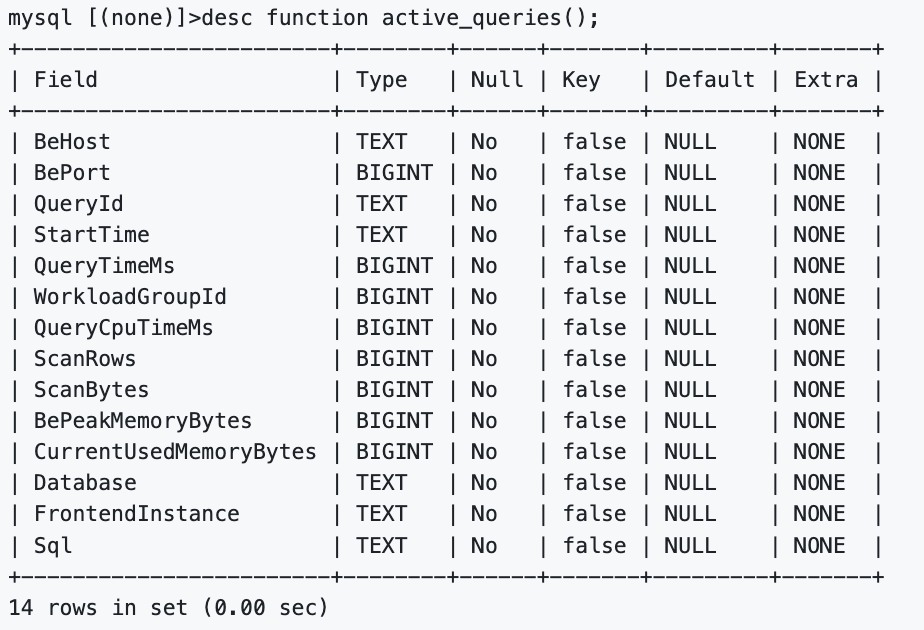 mysql [(none)]>desc function active_queries();
+------------------------+--------+------+-------+---------+-------+
| Field                  | Type   | Null | Key   | Default | Extra |
+------------------------+--------+------+-------+---------+-------+
| BeHost                 | TEXT   | No   | false | NULL    | NONE  |
| BePort                 | BIGINT | No   | false | NULL    | NONE  |
| QueryId                | TEXT   | No   | false | NULL    | NONE  |
| StartTime              | TEXT   | No   | false | NULL    | NONE  |
| QueryTimeMs            | BIGINT | No   | false | NULL    | NONE  |
| WorkloadGroupId        | BIGINT | No   | false | NULL    | NONE  |
| QueryCpuTimeMs         | BIGINT | No   | false | NULL    | NONE  |
| ScanRows               | BIGINT | No   | false | NULL    | NONE  |
| ScanBytes              | BIGINT | No   | false | NULL    | NONE  |
| BePeakMemoryBytes      | BIGINT | No   | false | NULL    | NONE  |
| CurrentUsedMemoryBytes | BIGINT | No   | false | NULL    | NONE  |
| Database               | TEXT   | No   | false | NULL    | NONE  |
| FrontendInstance       | TEXT   | No   | false | NULL    | NONE  |
| Sql                    | TEXT   | No   | false | NULL    | NONE  |
+------------------------+--------+------+-------+---------+-------+
14 rows in set (0.00 sec)